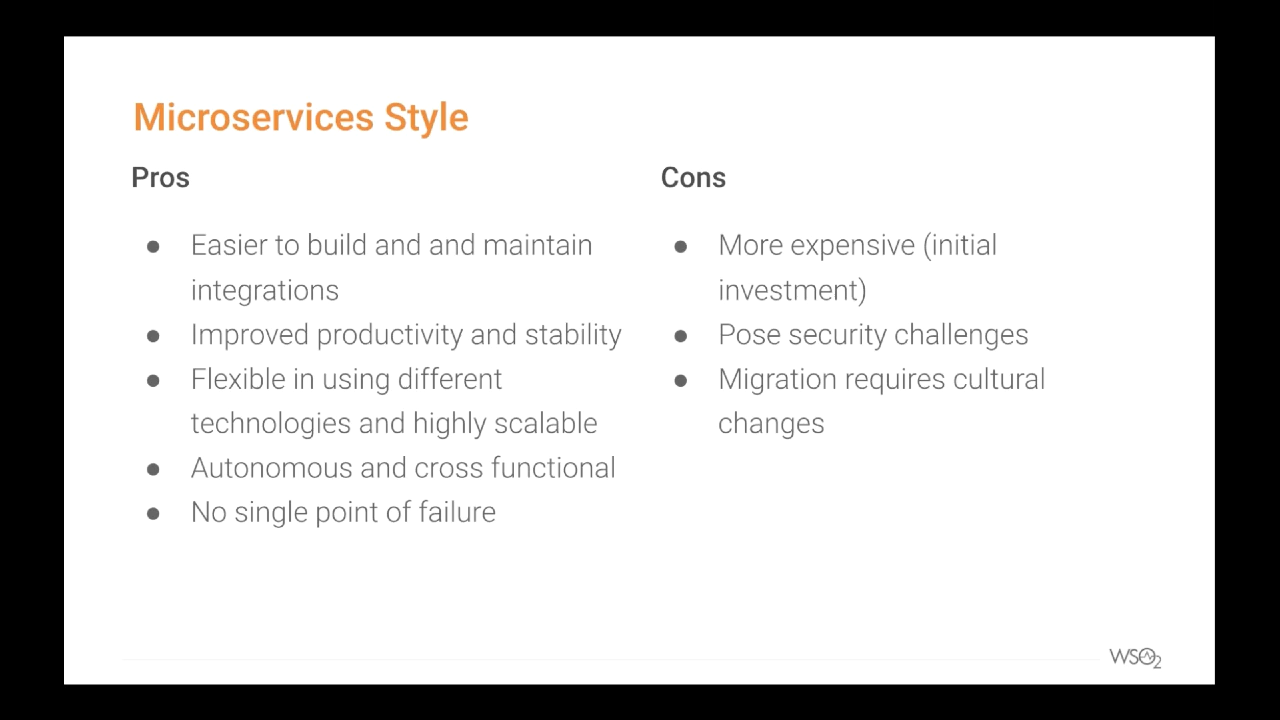 Microservices Style
Pros
● Easier to build and and maintain
integrations
● Improved productivity and stability
● Flexible in using different
technologies and highly scalable
● Autonomous and cross functional
● No single point of failure
Cons
● More expensive (initial
investment)
● Pose security challenges
● Migration requires cultural
changes
WSO2